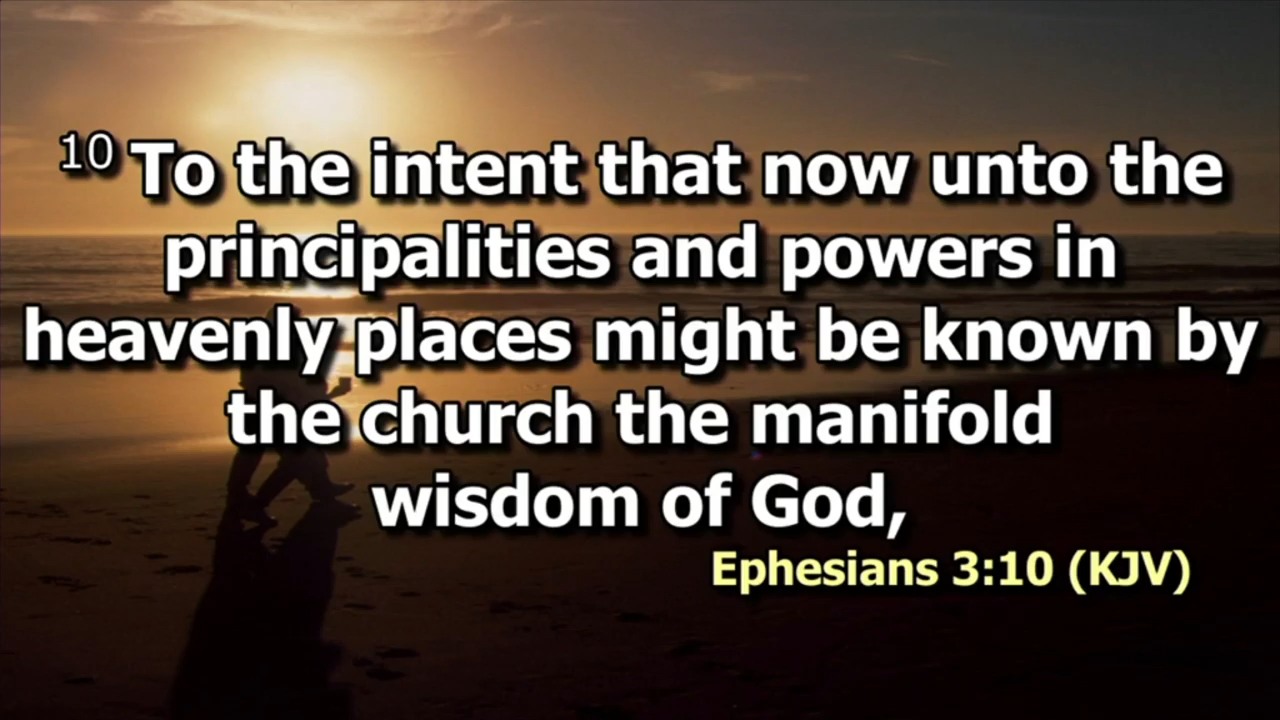 10 To the intent that now unto the
principalities and powers in
heavenly places might be known by
the church the manifold
wisdom of God,
Ephesians 3:10 (KJV)